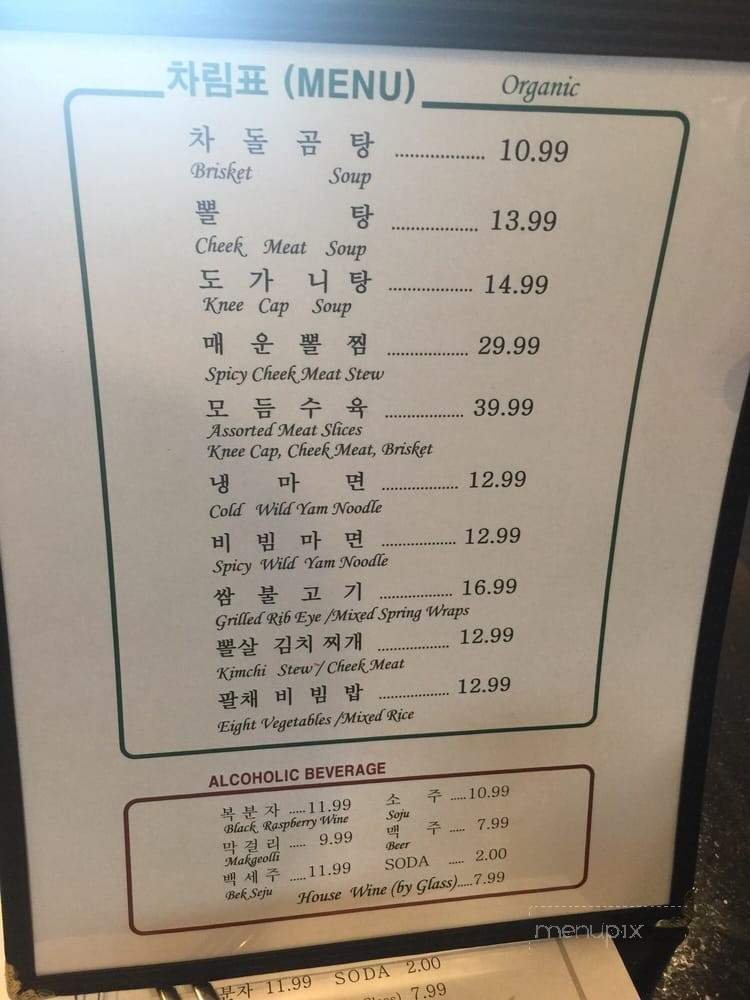 차림표 (MENU) Organic
차돌곰탕 .................. 10.99
Brisket Soup
뽈탕 .................. 13.99
Cheek Meat Soup
도가니탕 .................. 14.99
Knee Cap Soup
매운뽈찜 .................. 29.99
Spicy Cheek Meat Stew
모듬수육 .................. 39.99
Assorted Meat Slices
Knee Cap, Cheek Meat, Brisket
냉마면 .................. 12.99
Cold Wild Yam Noodle
비빔마면 .................. 12.99
Spicy Wild Yam Noodle
쌈불고기 .................. 16.99
Grilled Rib Eye /Mixed Spring Wraps
뽈살 김치 찌개 .................. 12.99
Kimchi Stew / Cheek Meat
팔채 비빔밥 .................. 12.99
Eight Vegetables /Mixed Rice
ALCOHOLIC BEVERAGE
복분자 .....11.99
Black Raspberry Wine
막걸리 ..... 9.99
Makgeolli
백세주 .....11.99
Bek Seju
소주 .....10.99
Soju
맥주 ..... 7.99
Beer
SODA ..... 2.00
House Wine (by Glass).....7.99
menupix
분자 11.99 SODA 2.00
Glass) 7.99